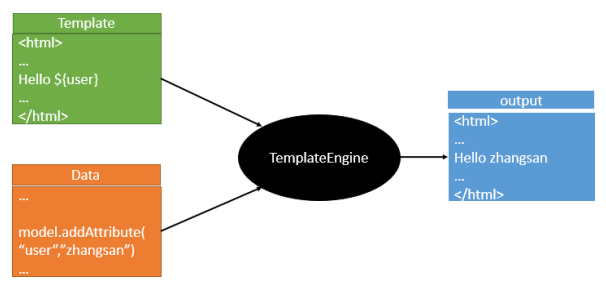 Template
<html>
...
Hello ${user}
...
</html>
Data
...
model.addAttribute(
“user”,”zhangsan”)
...
TemplateEngine
output
<html>
...
Hello zhangsan
...
</html>